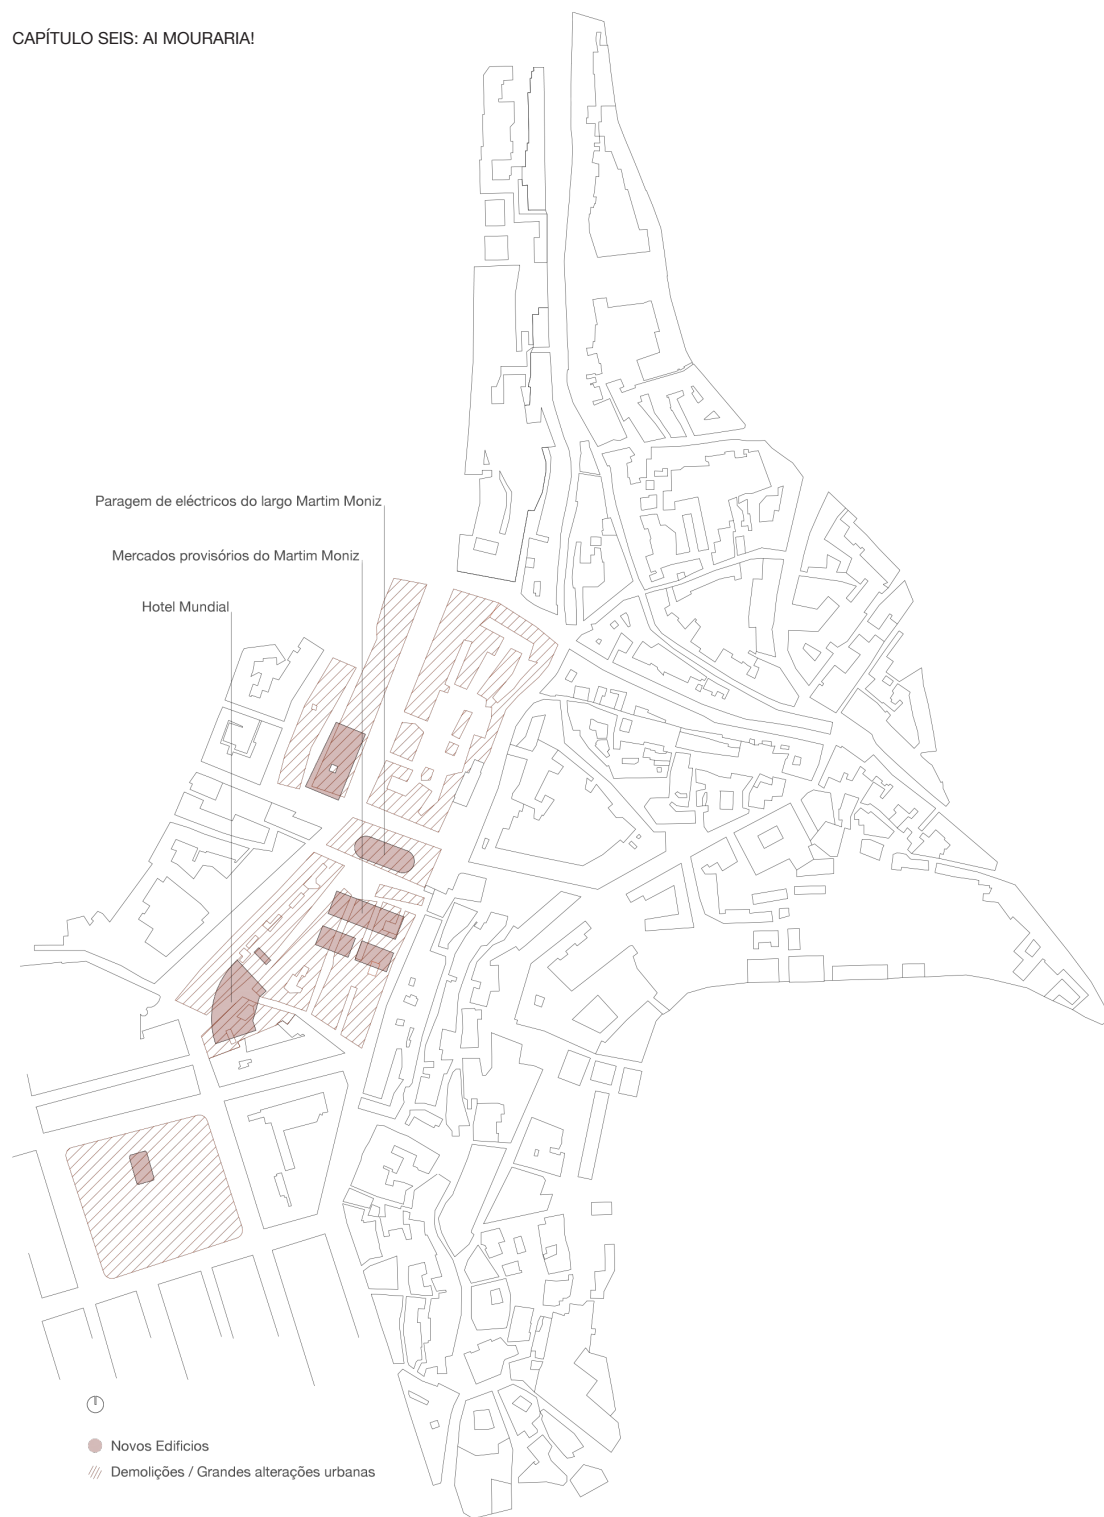 CAPÍTULO SEIS: AI MOURARIA!
Paragem de eléctricos do largo Martim Moniz
Mercados provisórios do Martim Moniz
Hotel Mundial
Novos Edificios
Demolições / Grandes alterações urbanas